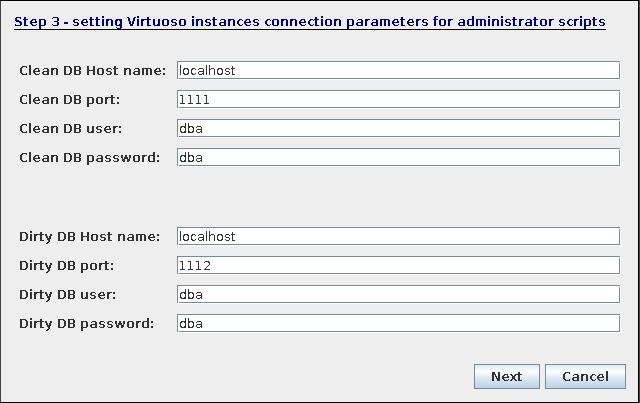 Step 3 - setting Virtuoso instances connection parameters for administrator scripts
Clean DB Host name: localhost
Clean DB port: 1111
Clean DB user: dba
Clean DB password: dba
Dirty DB Host name: localhost
Dirty DB port: 1112
Dirty DB user: dba
Dirty DB password: dba
Next Cancel